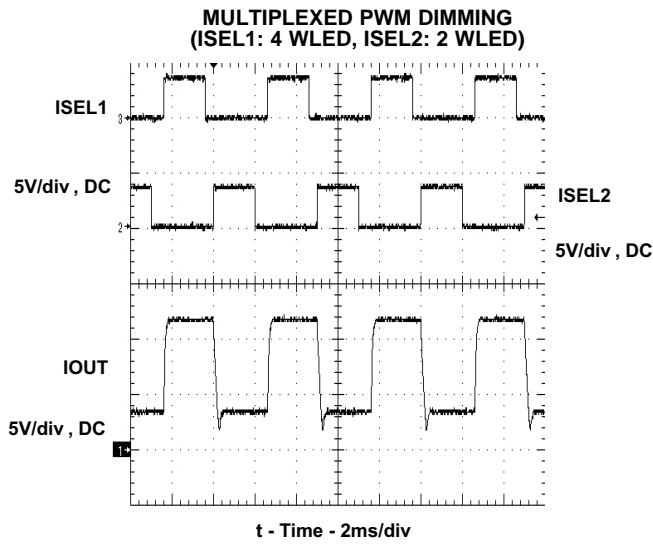 MULTIPLEXED PWM DIMMING
(ISEL1: 4 WLED, ISEL2: 2 WLED)
ISEL1
3
5V/div , DC
ISEL2
2
5V/div , DC
IOUT
5V/div , DC
1
t - Time - 2ms/div